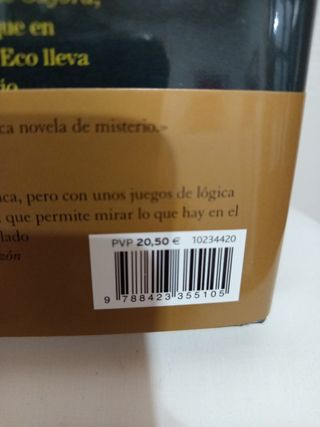 que en
Eco lleva
ca novela de misterio.»
ca, pero con unos juegos de lógica
que permite mirar lo que hay en el
lado
zón
PVP 20,50 € 10234420
9 788423 355105